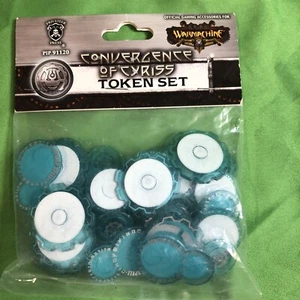 OFFICIAL GAMING ACCESSORIES FOR
WARMACHINE
PIP 91120
CONVERGENCE
OF CYRISS
TOKEN SET